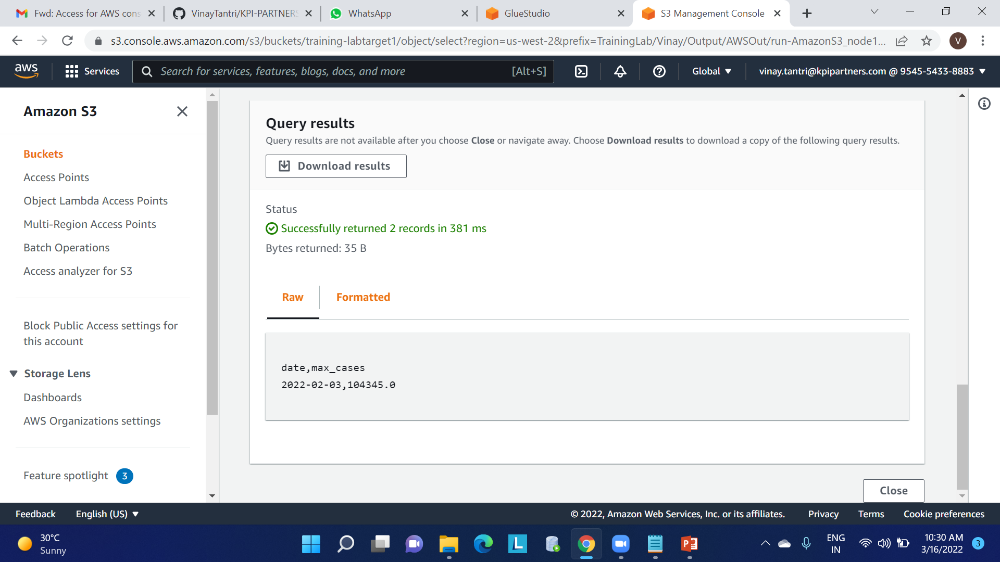 Fwd: Access for AWS cons
VinayTantri/KPI-PARTNERS
WhatsApp
GlueStudio
S3 Management Console
s3.console.aws.amazon.com/s3/buckets/training-labtarget1/object/select?region=us-west-2&prefix=TrainingLab/Vinay/Output/AWSOut/run-AmazonS3_node1...
V
aws
Services
Search for services, features, blogs, docs, and more
[Alt+S]
Global
vinay.tantri@kpipartners.com @ 9545-5433-8883
Amazon S3
Buckets
Access Points
Object Lambda Access Points
Multi-Region Access Points
Batch Operations
Access analyzer for S3
Block Public Access settings for
this account
Storage Lens
Dashboards
AWS Organizations settings
Feature spotlight 3
Query results
Query results are not available after you choose Close or navigate away. Choose Download results to download a copy of the following query results.
Download results
Status
Successfully returned 2 records in 381 ms
Bytes returned: 35 B
Raw
Formatted
date,max_cases
2022-02-03,104345.0
Close
Feedback
English (US)
© 2022, Amazon Web Services, Inc. or its affiliates.
Privacy
Terms
Cookie preferences
30°C
Sunny
L
P
ENG
IN
10:30 AM
3/16/2022
3